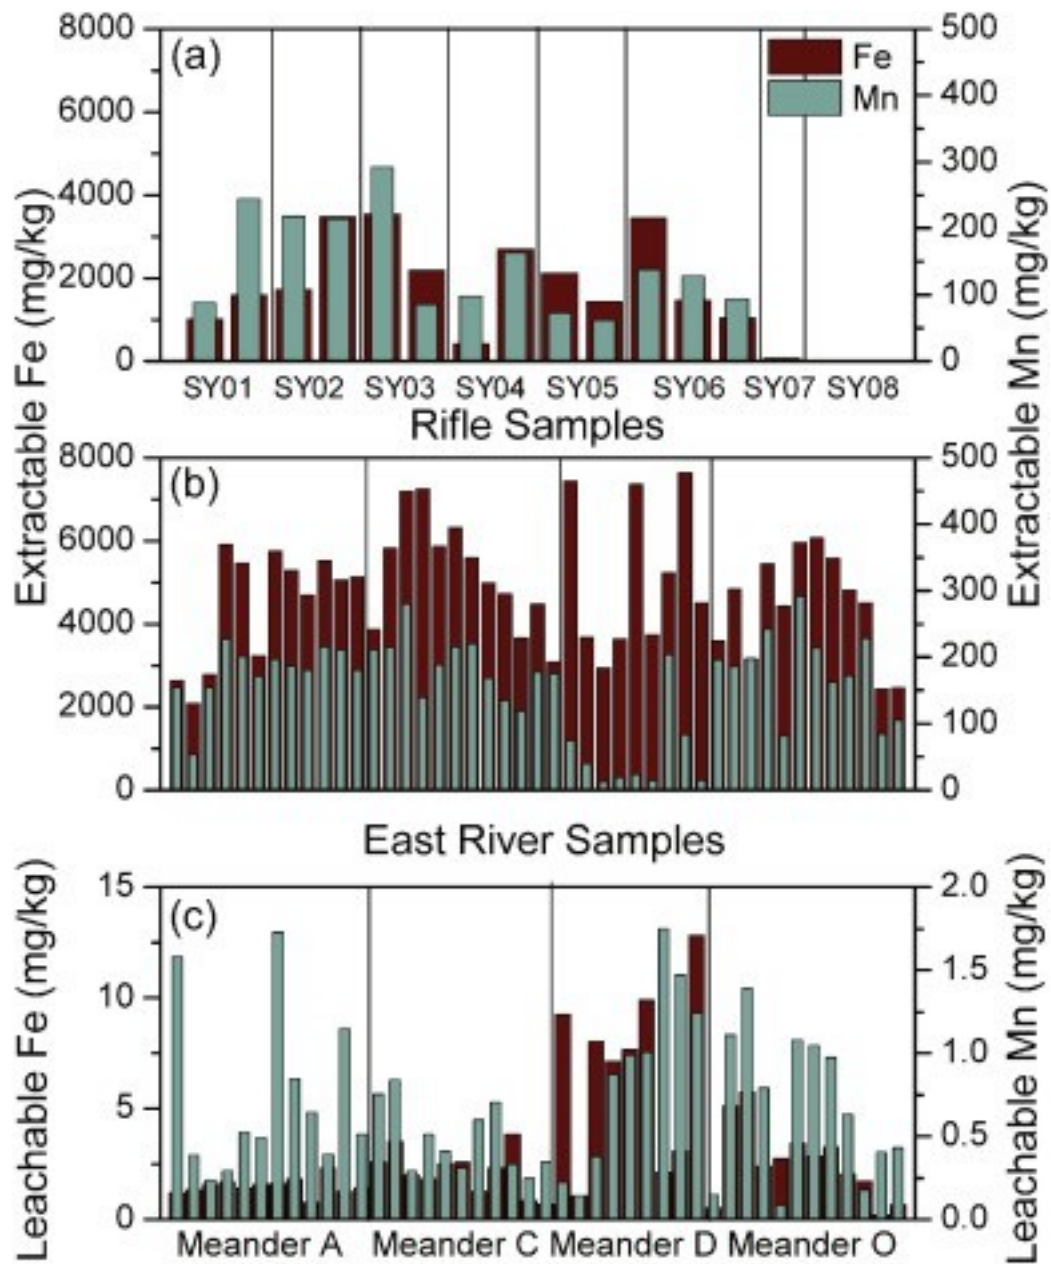 (a)
Fe
Mn
8000
6000
4000
2000
0
500
400
300
200
100
0
SY01 SY02 SY03 SY04 SY05 SY06 SY07 SY08
Rifle Samples
Extractable Fe (mg/kg)
Extractable Mn (mg/kg)
(b)
8000
6000
4000
2000
0
500
400
300
200
100
0
East River Samples
(c)
15
10
5
0
2.0
1.5
1.0
0.5
0.0
Leachable Fe (mg/kg)
Leachable Mn (mg/kg)
Meander A Meander C Meander D Meander O